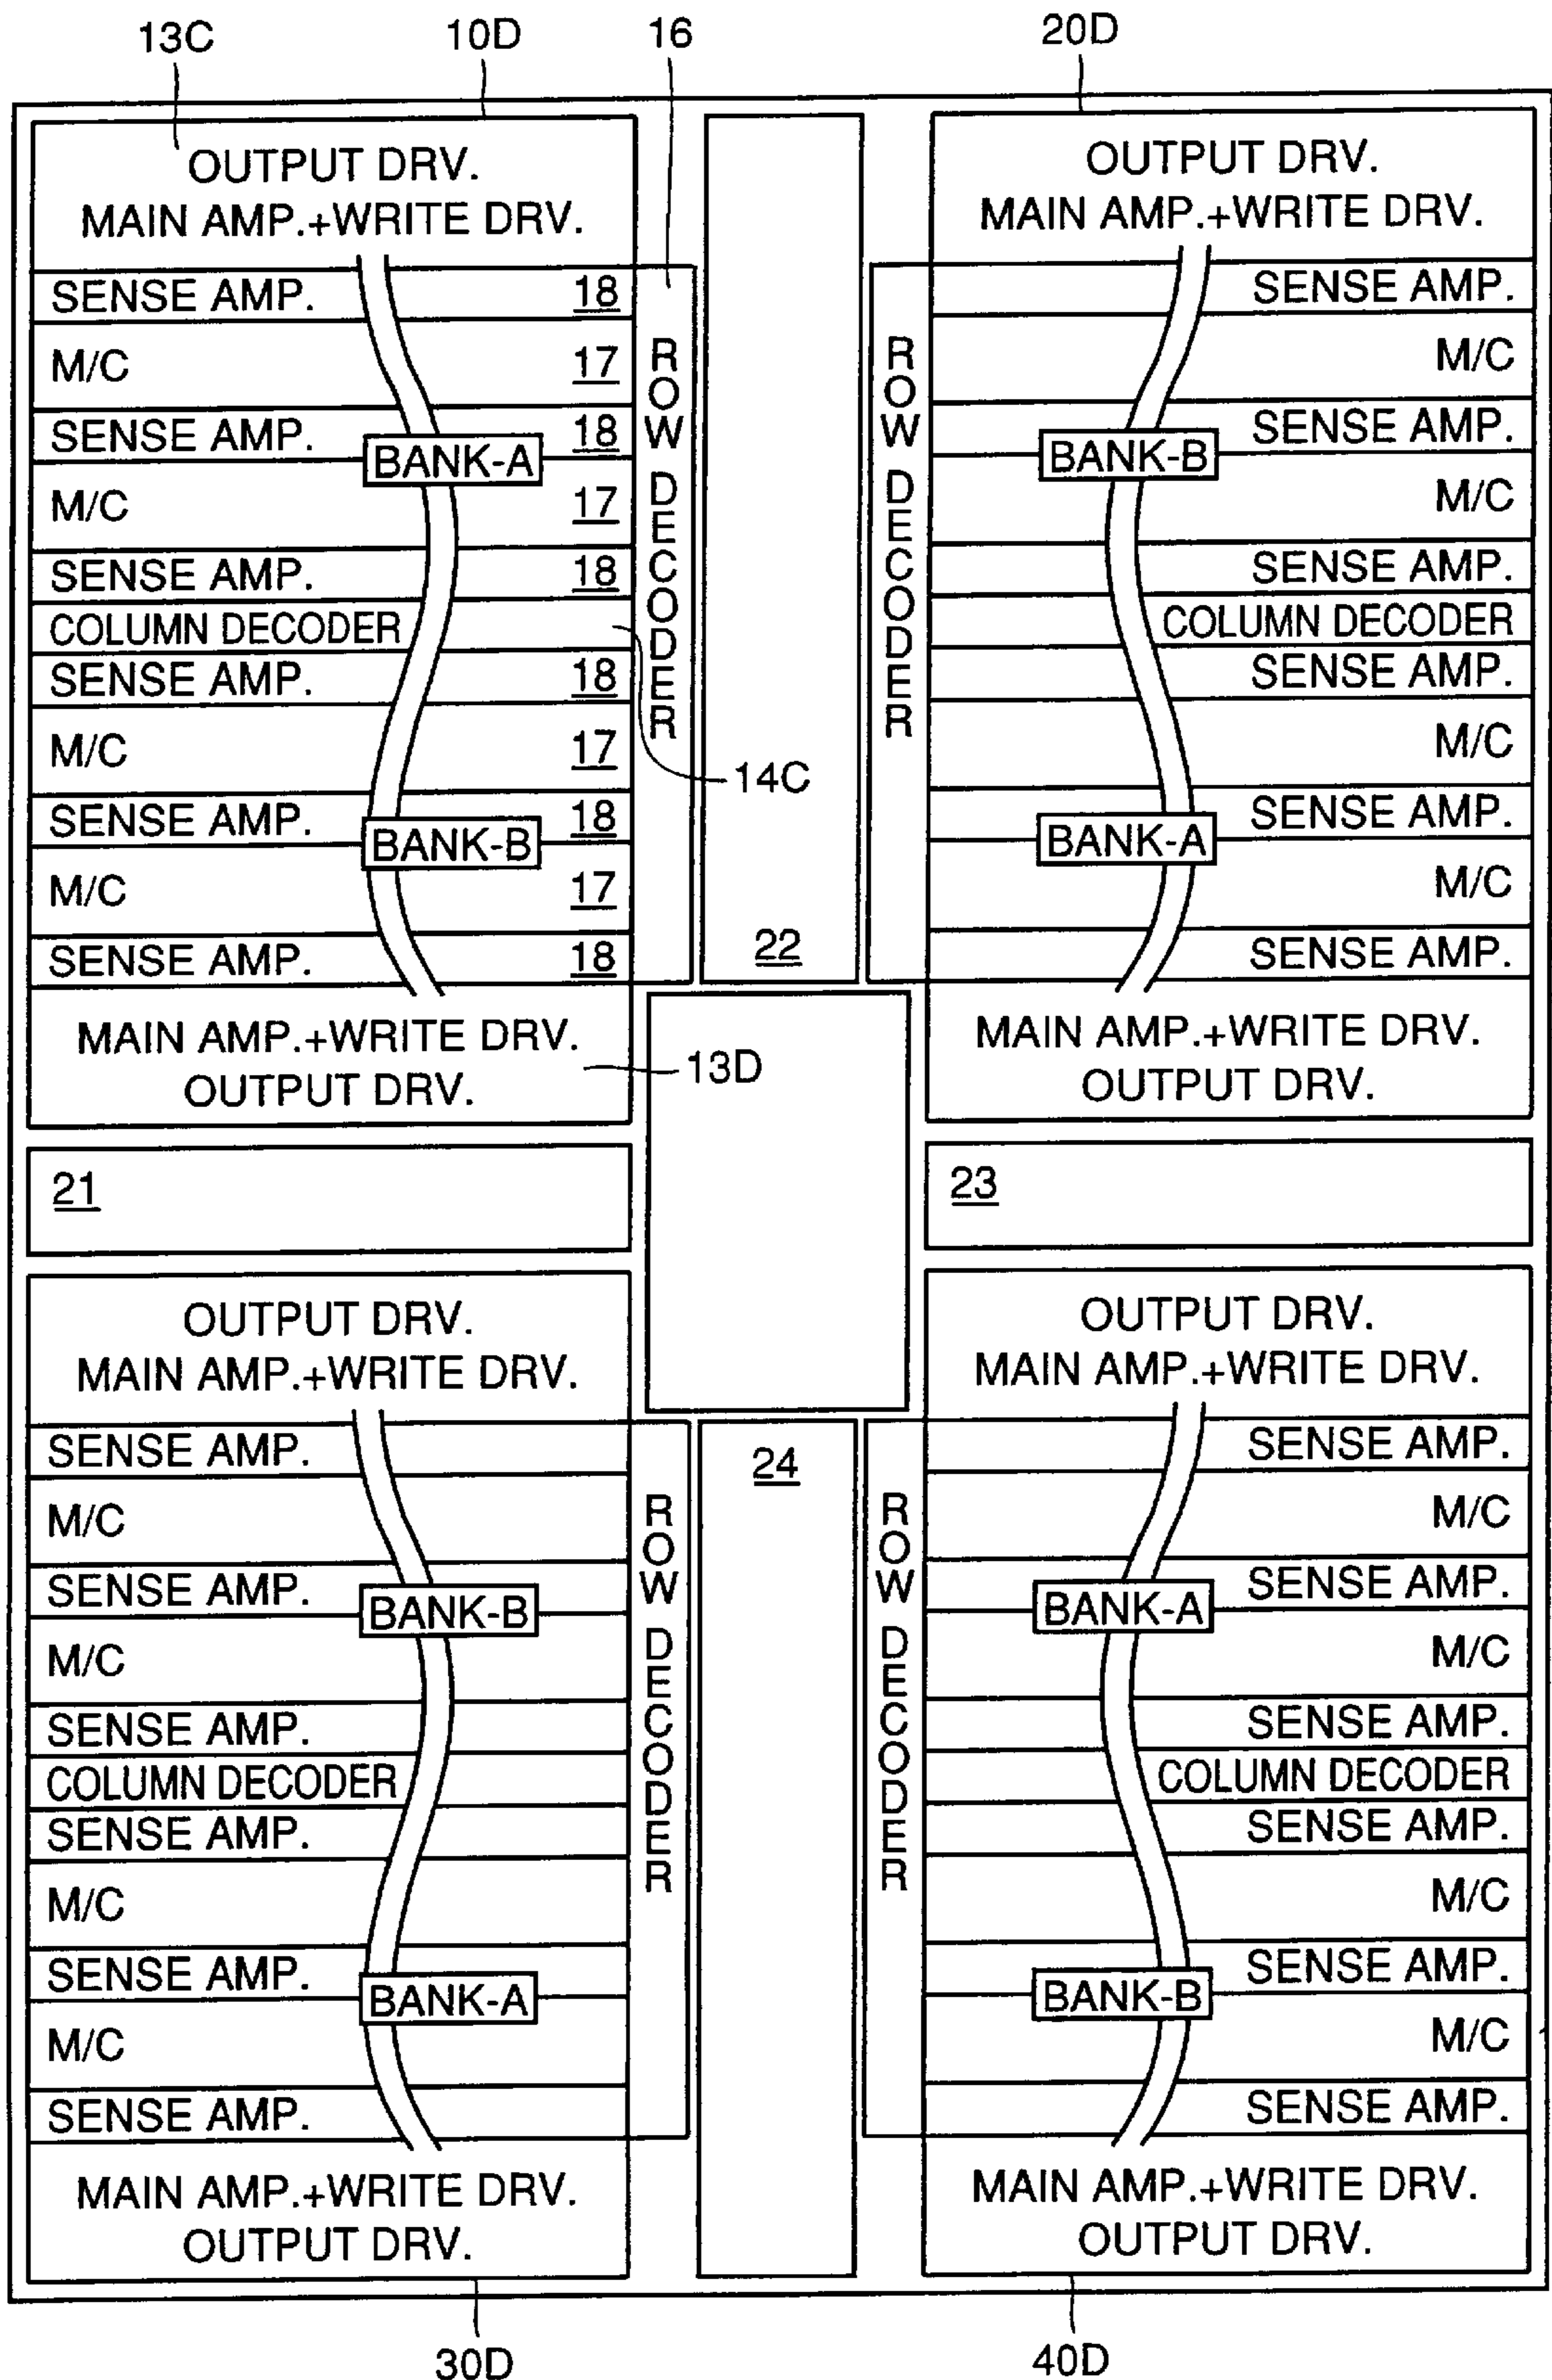 13C
10D
16
20D
OUTPUT DRV.
MAIN AMP.+WRITE DRV.
SENSE AMP. 18
M/C 17
SENSE AMP. 18
BANK-A
M/C 17
SENSE AMP. 18
COLUMN DECODER
SENSE AMP. 18
M/C 17
14C
SENSE AMP. 18
BANK-B
M/C 17
SENSE AMP. 18
MAIN AMP.+WRITE DRV.
OUTPUT DRV.
13D
ROW DECODER
22
ROW DECODER
OUTPUT DRV.
MAIN AMP.+WRITE DRV.
SENSE AMP.
M/C
SENSE AMP.
BANK-B
M/C
SENSE AMP.
COLUMN DECODER
SENSE AMP.
M/C
SENSE AMP.
BANK-A
M/C
SENSE AMP.
MAIN AMP.+WRITE DRV.
OUTPUT DRV.
21
23
OUTPUT DRV.
MAIN AMP.+WRITE DRV.
SENSE AMP.
M/C
SENSE AMP.
BANK-B
M/C
SENSE AMP.
COLUMN DECODER
SENSE AMP.
M/C
SENSE AMP.
BANK-A
M/C
SENSE AMP.
MAIN AMP.+WRITE DRV.
OUTPUT DRV.
ROW DECODER
24
ROW DECODER
OUTPUT DRV.
MAIN AMP.+WRITE DRV.
SENSE AMP.
M/C
SENSE AMP.
BANK-A
M/C
SENSE AMP.
COLUMN DECODER
SENSE AMP.
M/C
SENSE AMP.
BANK-B
M/C
SENSE AMP.
MAIN AMP.+WRITE DRV.
OUTPUT DRV.
30D
40D